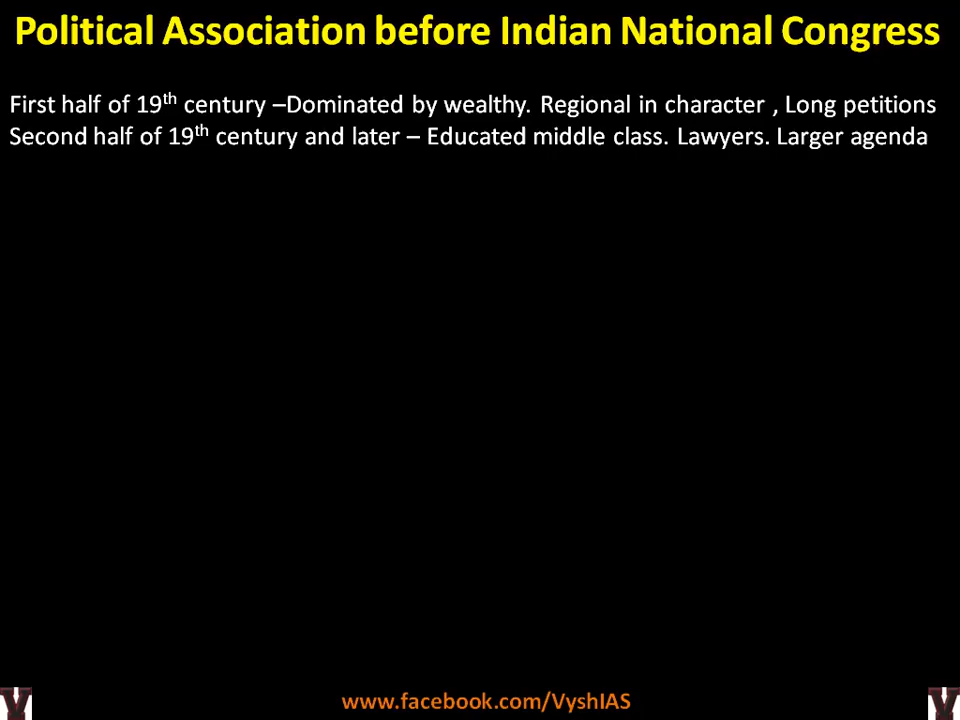 Political Association before Indian National Congress
First half of 19th century –Dominated by wealthy. Regional in character , Long petitions
Second half of 19th century and later – Educated middle class. Lawyers. Larger agenda
V
www.facebook.com/VyshIAS
V